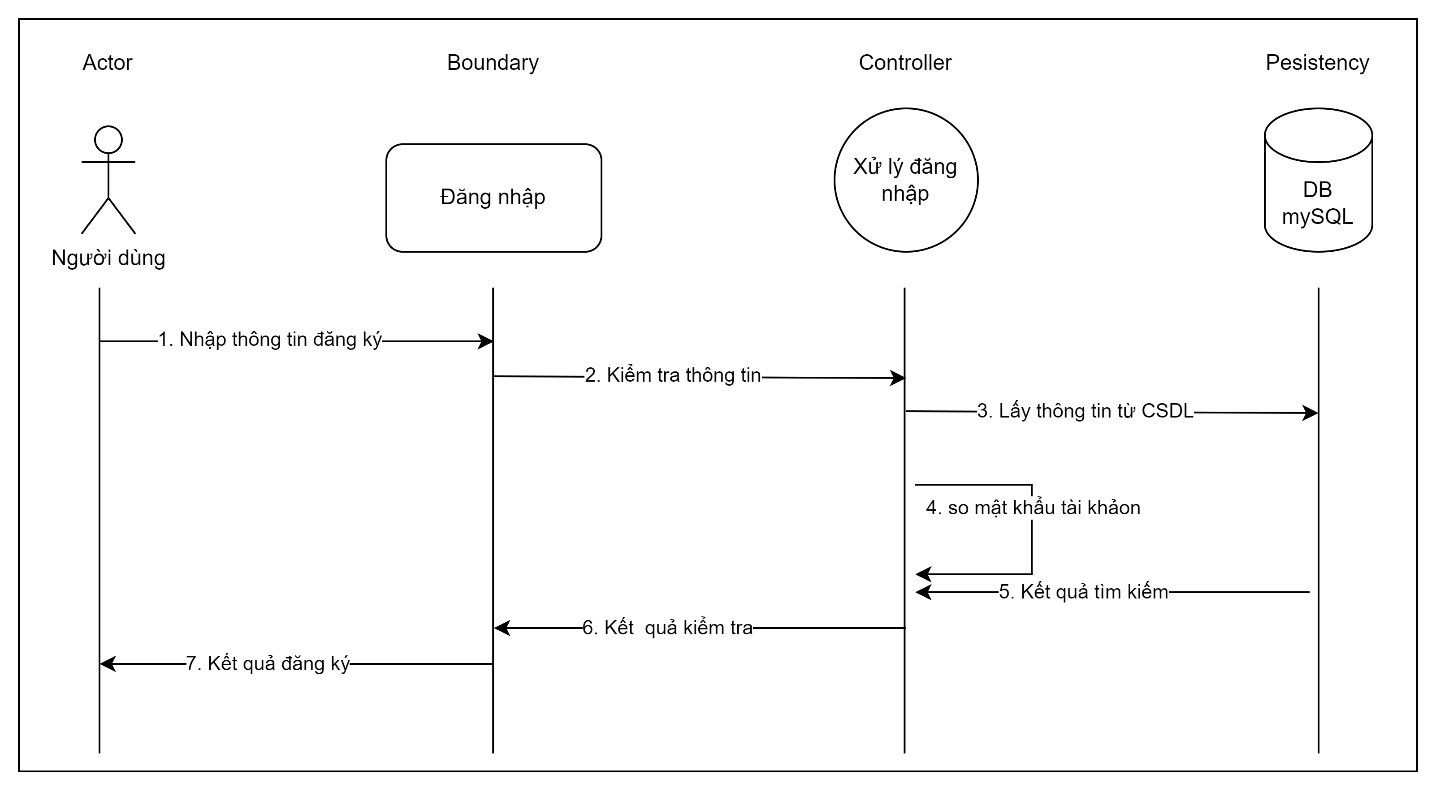 Actor
Boundary
Controller
Pesistency
Người dùng
Đăng nhập
Xử lý đăng
nhập
DB
mySQL
1. Nhập thông tin đăng ký
2. Kiểm tra thông tin
3. Lấy thông tin từ CSDL
4. so mật khẩu tài khảon
5. Kết quả tìm kiếm
6. Kết  quả kiểm tra
7. Kết quả đăng ký